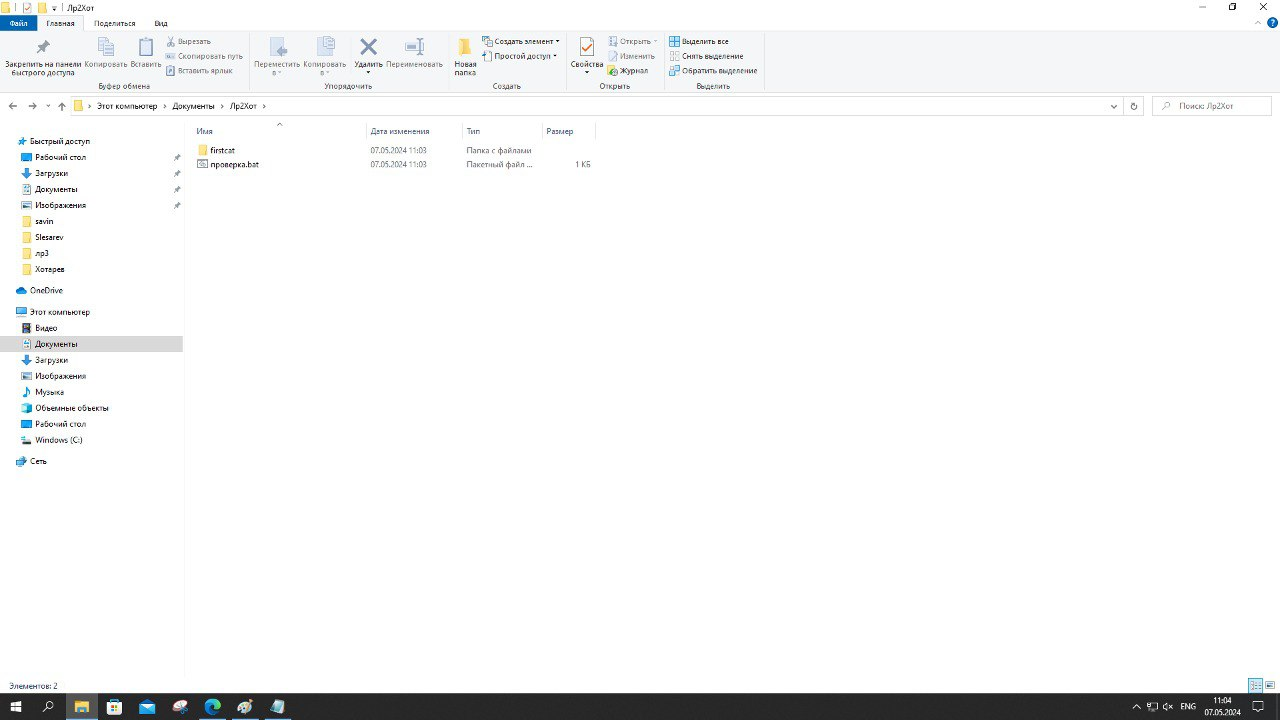 Лр2Хот
Файл Главная Поделиться Вид
Закрепить на панели быстрого доступа
Копировать
Вставить
Вырезать
Скопировать путь
Вставить ярлык
Буфер обмена
Переместить в
Копировать в
Удалить
Переименовать
Упорядочить
Новая папка
Создать элемент
Простой доступ
Создать
Свойства
Открыть
Изменить
Журнал
Открыть
Выделить все
Снять выделение
Обратить выделение
Выделить
Этот компьютер Документы Лр2Хот
Поиск: Лр2Хот
Имя Дата изменения Тип Размер
firstcat 07.05.2024 11:03 Папка с файлами
проверка.bat 07.05.2024 11:03 Пакетный файл ... 1 КБ
Быстрый доступ
Рабочий стол
Загрузки
Документы
Изображения
savin
Slesarev
лр3
Хотарев
OneDrive
Этот компьютер
Видео
Документы
Загрузки
Изображения
Музыка
Объемные объекты
Рабочий стол
Windows (C:)
Сеть
Элементов: 2
ENG
11:04
07.05.2024